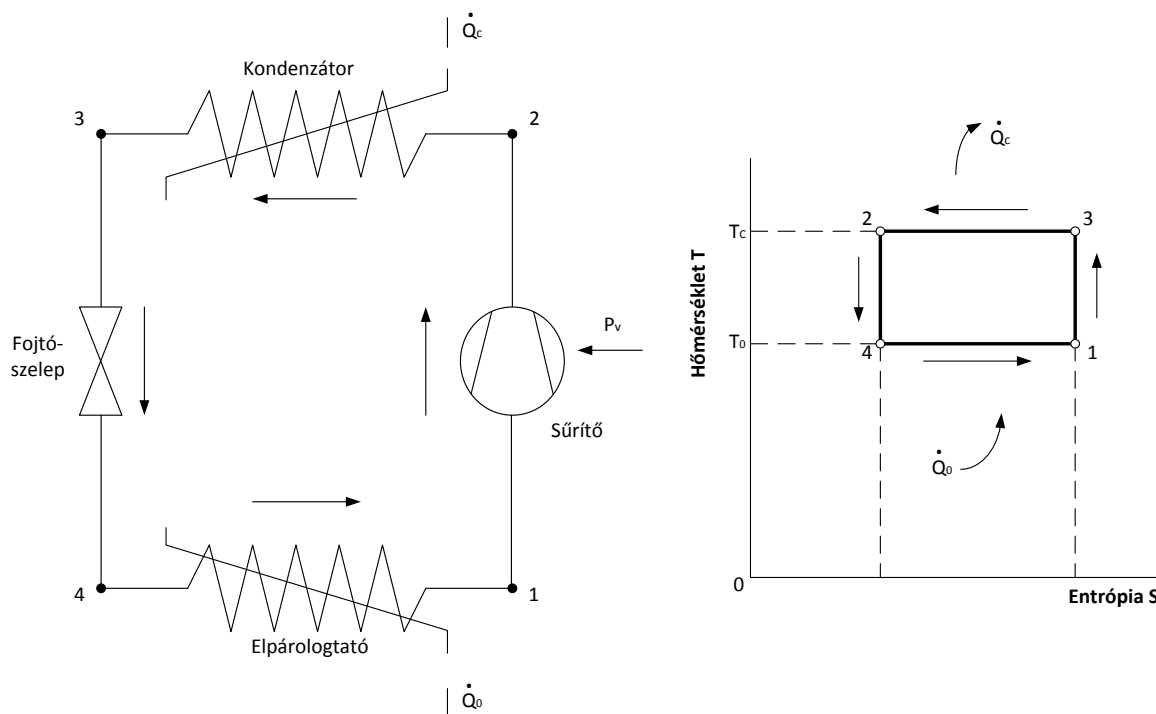 Q̇c
Kondenzátor
3
2
Fojtó-
szelep
Pv
Sűrítő
4
1
Elpárologtató
Q̇0
Q̇c
2
3
Tc
Hőmérséklet T
T0
4
1
Q̇0
0
Entrópia S